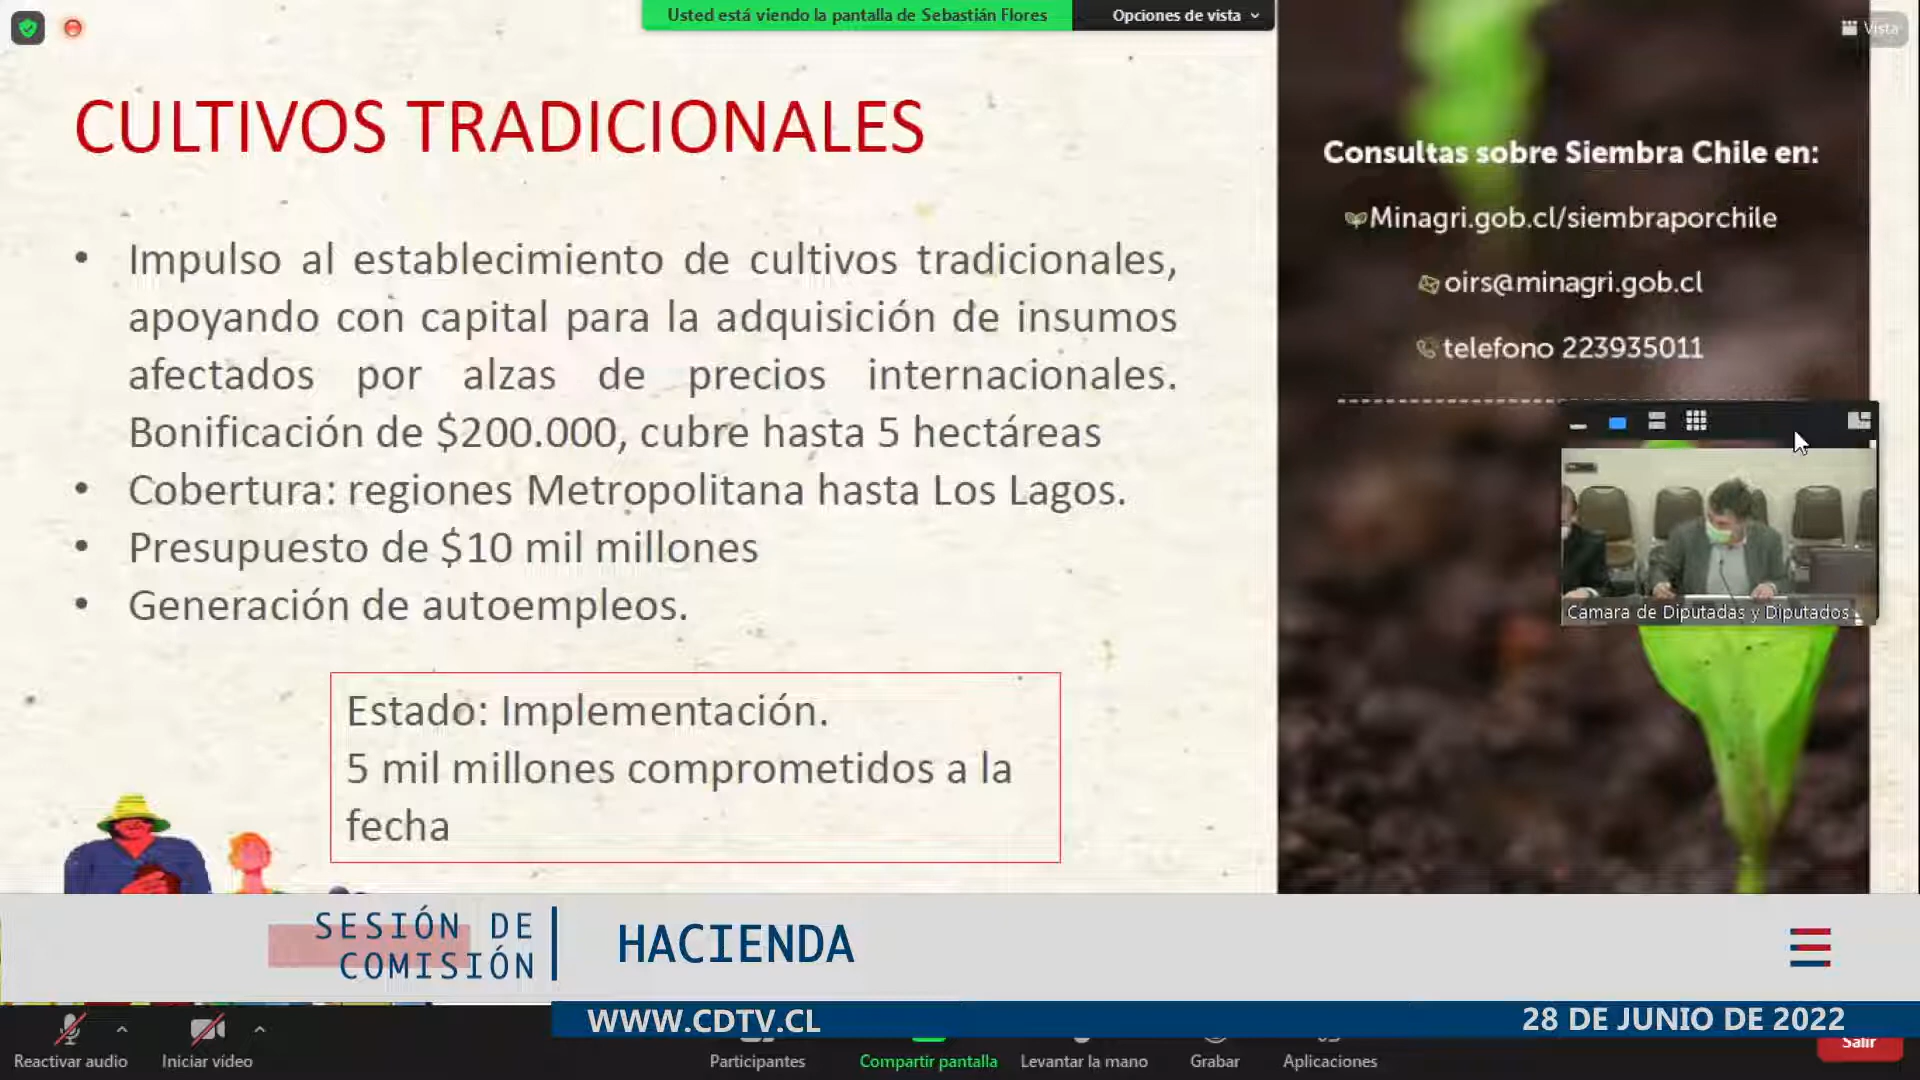 Usted está viendo la pantalla de Sebastián Flores
Opciones de vista
Vista
CULTIVOS TRADICIONALES
• Impulso al establecimiento de cultivos tradicionales,
apoyando con capital para la adquisición de insumos
afectados por alzas de precios internacionales.
Bonificación de $200.000, cubre hasta 5 hectáreas
• Cobertura: regiones Metropolitana hasta Los Lagos.
• Presupuesto de $10 mil millones
• Generación de autoempleos.
Estado: Implementación.
5 mil millones comprometidos a la
fecha
Consultas sobre Siembra Chile en:
Minagri.gob.cl/siembraporchile
oirs@minagri.gob.cl
telefono 223935011
Camara de Diputadas y Diputados
SESIÓN DE
COMISIÓN
HACIENDA
WWW.CDTV.CL
28 DE JUNIO DE 2022
Reactivar audio
Iniciar vídeo
Participantes
Compartir pantalla
Levantar la mano
Grabar
Aplicaciones
Salir